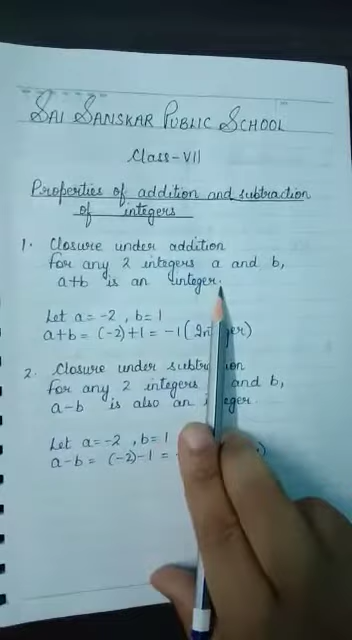 SAI SANSKAR PUBLIC SCHOOL
Class-VII
Properties of addition and subtraction
of integers
1. Closure under addition
For any 2 integers a and b,
a+b is an integer.
Let a=-2, b=1
a+b = (-2)+1 = -1 (Integer)
2. Closure under subtraction
For any 2 integers and b,
a-b is also an integer.
Let a=-2, b=1
a-b = (-2)-1 =